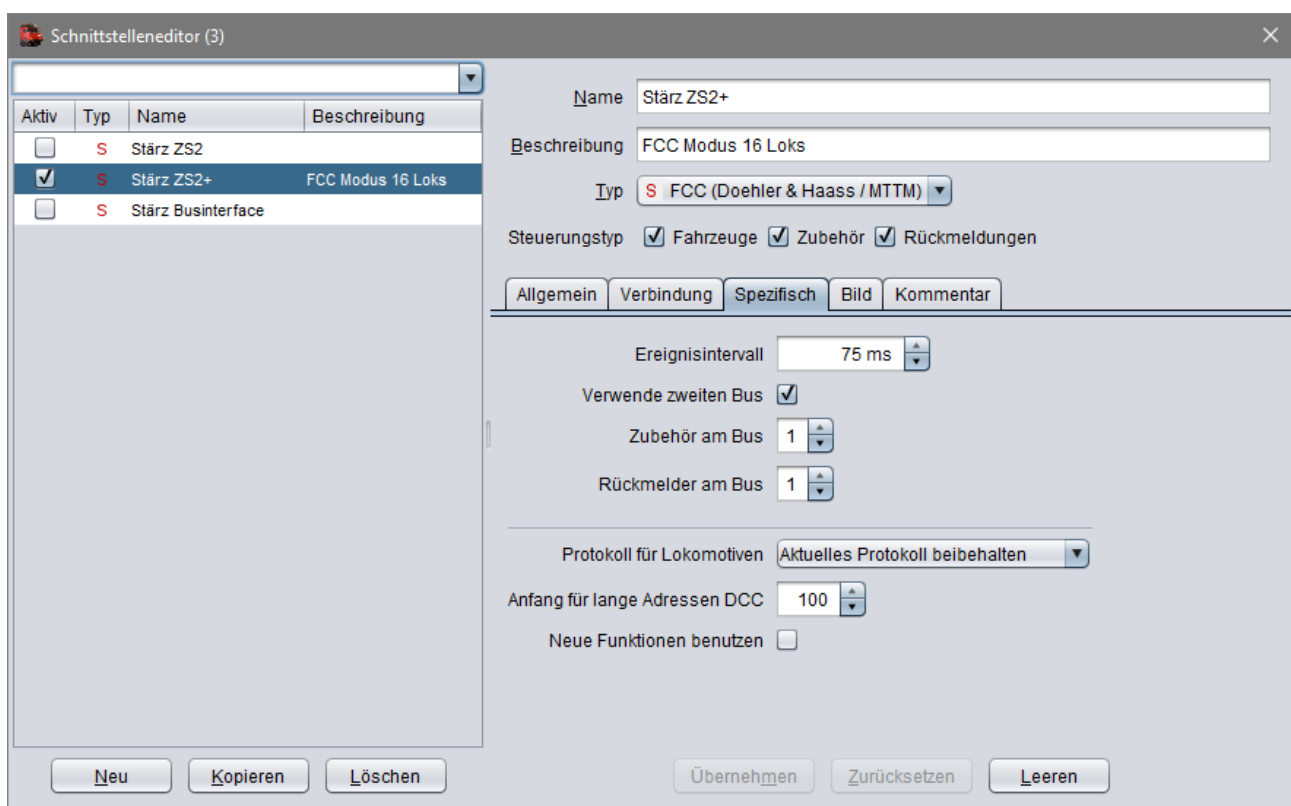 Schnittstelleneditor (3)
Aktiv Typ Name Beschreibung
S Stärz ZS2
S Stärz ZS2+ FCC Modus 16 Loks
S Stärz Businterface
Neu Kopieren Löschen
Name Stärz ZS2+
Beschreibung FCC Modus 16 Loks
Typ S FCC (Doehler & Haass / MTTM)
Steuerungstyp Fahrzeuge Zubehör Rückmeldungen
Allgemein Verbindung Spezifisch Bild Kommentar
Ereignisintervall 75 ms
Verwende zweiten Bus
Zubehör am Bus 1
Rückmelder am Bus 1
Protokoll für Lokomotiven Aktuelles Protokoll beibehalten
Anfang für lange Adressen DCC 100
Neue Funktionen benutzen
Übernehmen Zurücksetzen Leeren